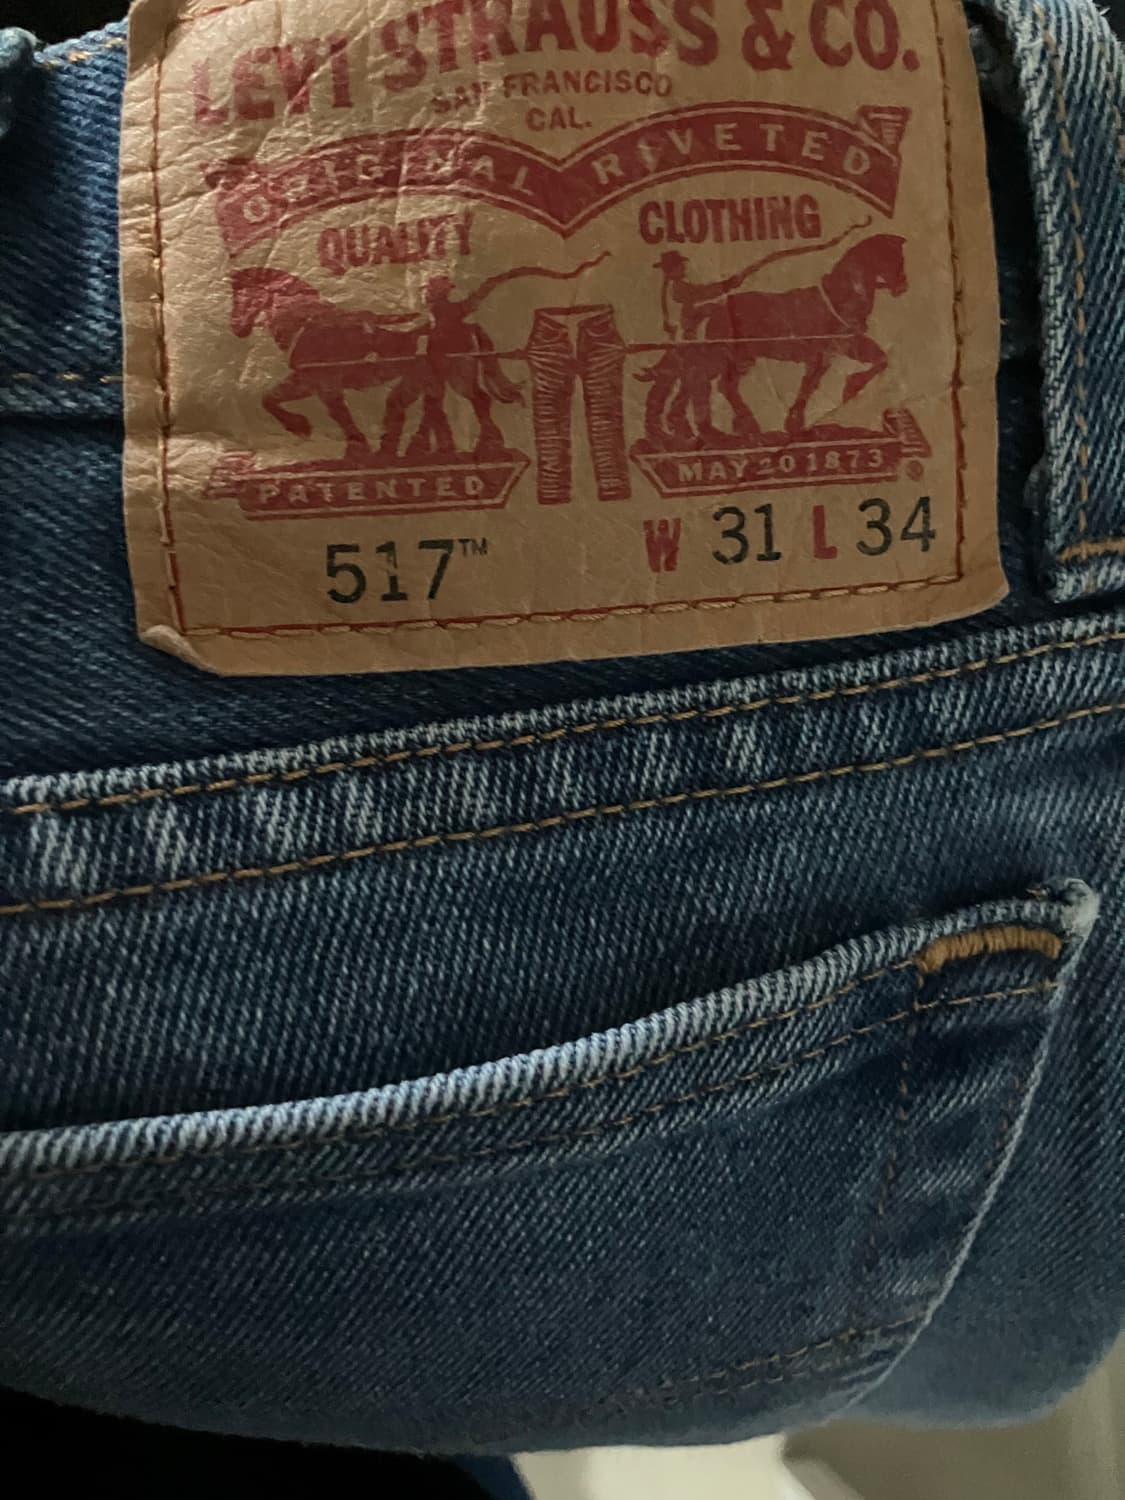 LEVI STRAUSS & CO.
SAN FRANCISCO
CAL.
ORIGINAL RIVETED
QUALITY CLOTHING
PATENTED MAY 20 1873 ®
517™ W 31 L 34